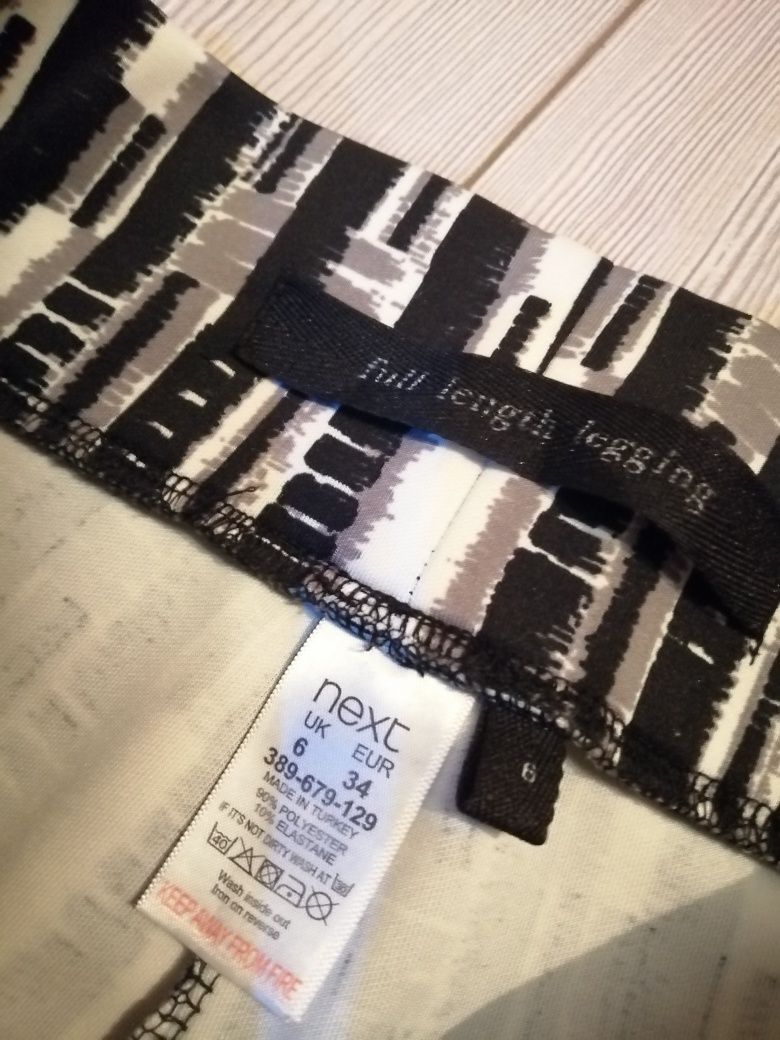 full length legging
next
UK EUR
6 34
389-679-129
MADE IN TURKEY
90% POLYESTER
10% ELASTANE
IF IT'S NOT DIRTY WASH AT 30
40
Wash inside out
Iron on reverse
KEEP AWAY FROM FIRE
6